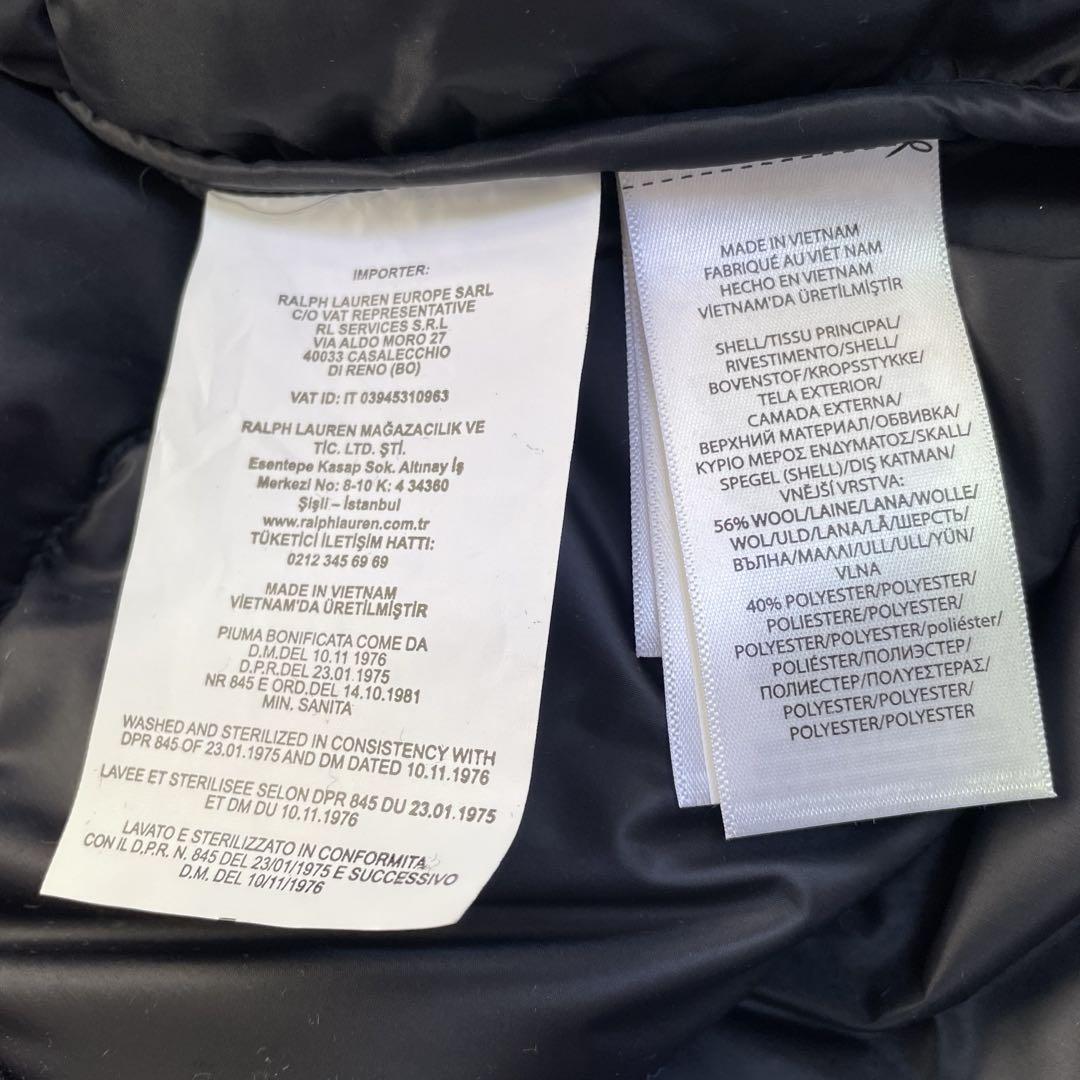 IMPORTER:
RALPH LAUREN EUROPE SARL
C/O VAT REPRESENTATIVE
RL SERVICES S.R.L
VIA ALDO MORO 27
40033 CASALECCHIO
DI RENO (BO)
VAT ID: IT 03945310963
RALPH LAUREN MAĞAZACILIK VE
TİC. LTD. ŞTİ.
Esentepe Kasap Sok. Altınay İş
Merkezi No: 8-10 K: 4 34360
Şişli – İstanbul
www.ralphlauren.com.tr
TÜKETİCİ İLETİŞİM HATTI:
0212 345 69 69
MADE IN VIETNAM
VİETNAM'DA ÜRETİLMİŞTİR
PIUMA BONIFICATA COME DA
D.M.DEL 10.11 1976
D.P.R.DEL 23.01.1975
NR 845 E ORD.DEL 14.10.1981
MIN. SANITA
WASHED AND STERILIZED IN CONSISTENCY WITH
DPR 845 OF 23.01.1975 AND DM DATED 10.11.1976
LAVEE ET STERILISEE SELON DPR 845 DU 23.01.1975
ET DM DU 10.11.1976
LAVATO E STERILIZZATO IN CONFORMITA
CON IL D.P.R. N. 845 DEL 23/01/1975 E SUCCESSIVO
D.M. DEL 10/11/1976
MADE IN VIETNAM
FABRIQUÉ AU VIÊT NAM
HECHO EN VIETNAM
VİETNAM'DA ÜRETİLMİŞTİR
SHELL/TISSU PRINCIPAL/
RIVESTIMENTO/SHELL/
BOVENSTOF/KROPSSTYKKE/
TELA EXTERIOR/
CAMADA EXTERNA/
ВЕРХНИЙ МАТЕРИАЛ/ОБВИВКА/
ΚΥΡΙΟ ΜΕΡΟΣ ΕΝΔΥΜΑΤΟΣ/SKALL/
SPEGEL (SHELL)/DIŞ KATMAN/
VNĚJŠÍ VRSTVA:
56% WOOL/LAINE/LANA/WOLLE/
WOL/ULD/LANA/LÃ/ШЕРСТЬ/
ВЪЛНА/ΜΑΛΛΙ/ULL/ULL/YÜN/
VLNA
40% POLYESTER/POLYESTER/
POLIESTERE/POLYESTER/
POLYESTER/POLYESTER/poliéster/
POLIÉSTER/ПОЛИЭСТЕР/
ПОЛИЕСТЕР/ΠΟΛΥΕΣΤΕΡΑΣ/
POLYESTER/POLYESTER/
POLYESTER/POLYESTER